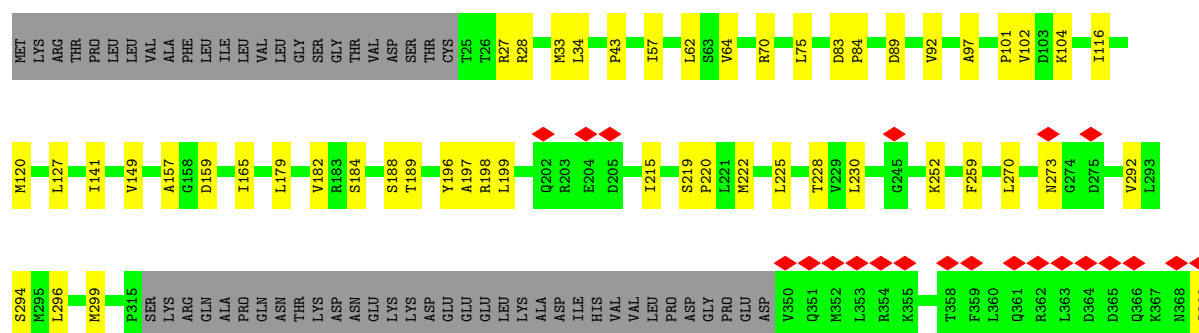 MET LYS ARG THR PRO LEU LEU VAL ALA PHE LEU ILE LEU VAL LEU GLY SER GLY THR VAL ASP SER THR CYS T25 T26 R27 R28 M33 L34 P43 I57 L62 S63 V64 R70 L75 D83 P84 D89 V92 A97 P101 V102 D103 K104 I116
M120 L127 I141 V149 A157 G158 D159 I165 L179 V182 R183 S184 S188 T189 Y196 A197 R198 L199 Q202 R203 E204 D205 I215 S219 P220 L221 M222 L225 T228 V229 L230 G245 K252 F259 L270 N273 G274 D275 V292 L293
S294 M295 L296 M299 P315 SER LYS ARG GLN ALA PRO GLN ASN THR LYS ASP ASN GLU LYS ASP GLU GLU GLU LEU LYS ALA ASP ILE HIS VAL VAL LEU PRO ASP GLY PRO GLU ASP V350 Q351 M352 L353 R354 K355 T358 F359 L360 Q361 R362 L363 D364 D365 Q366 K367 N368